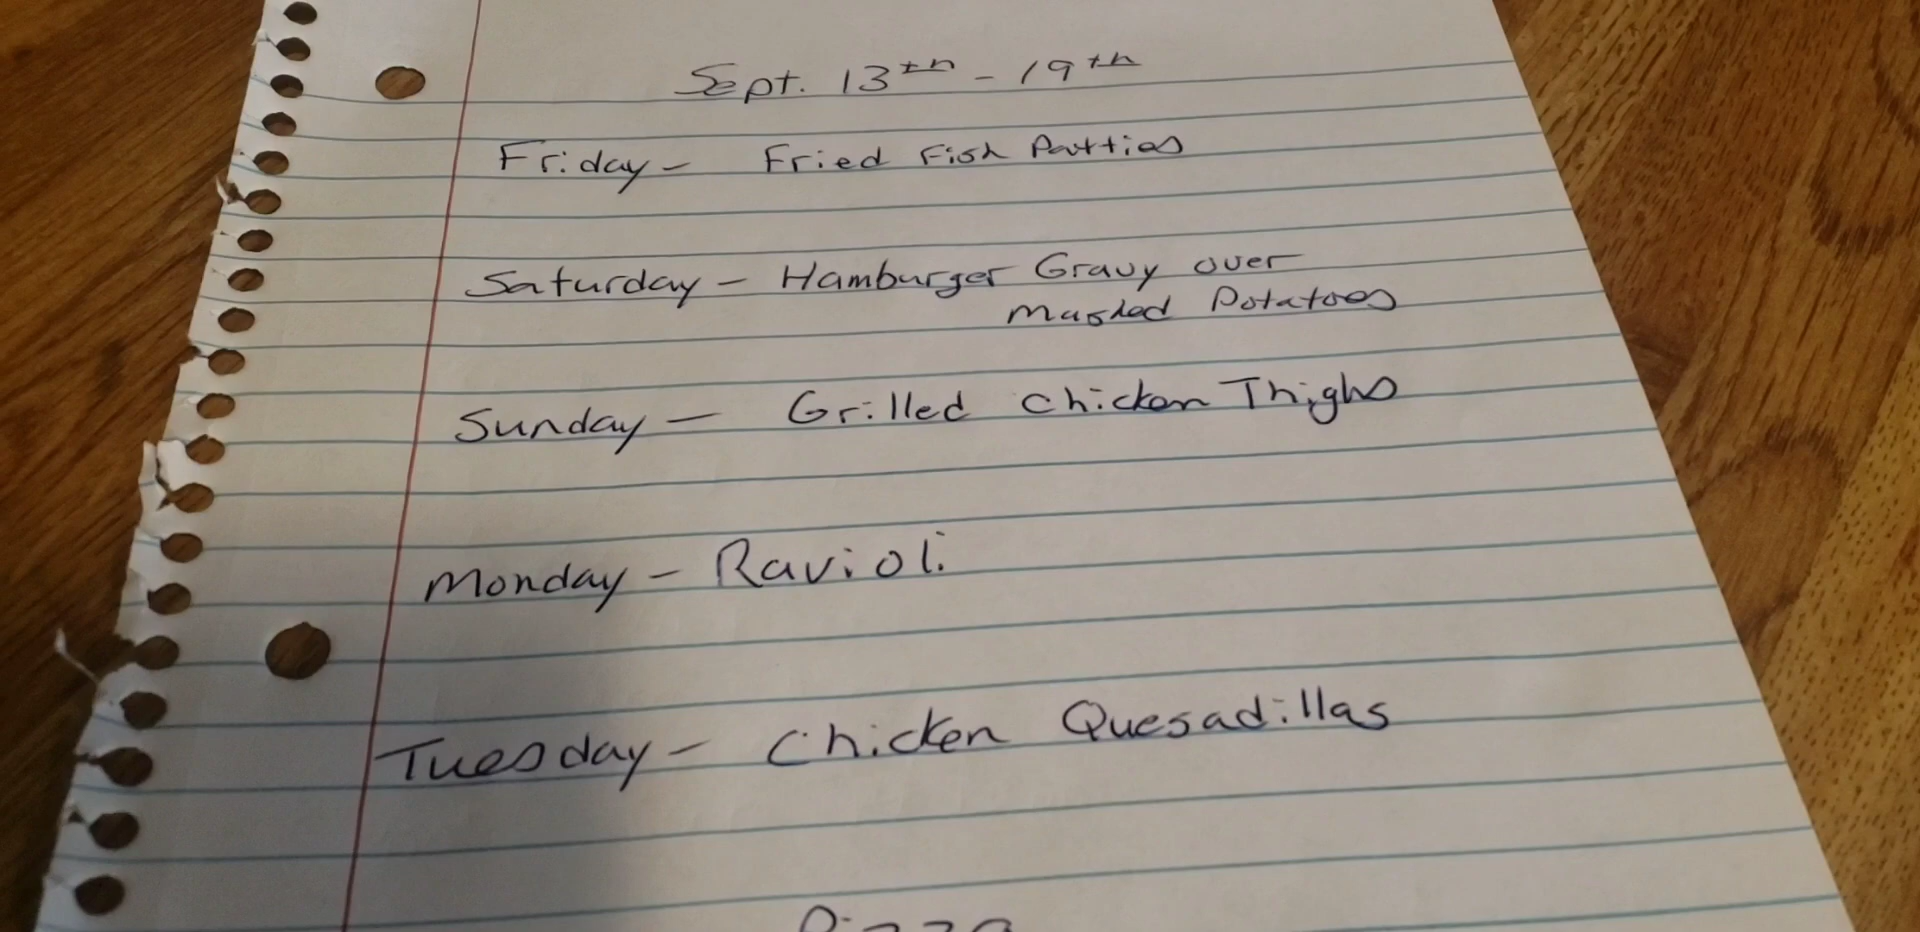 Sept. 13th - 19th
Friday - Fried Fish Patties
Saturday - Hamburger Gravy over
Mashed Potatoes
Sunday - Grilled Chicken Thighs
Monday - Ravioli
Tuesday - Chicken Quesadillas